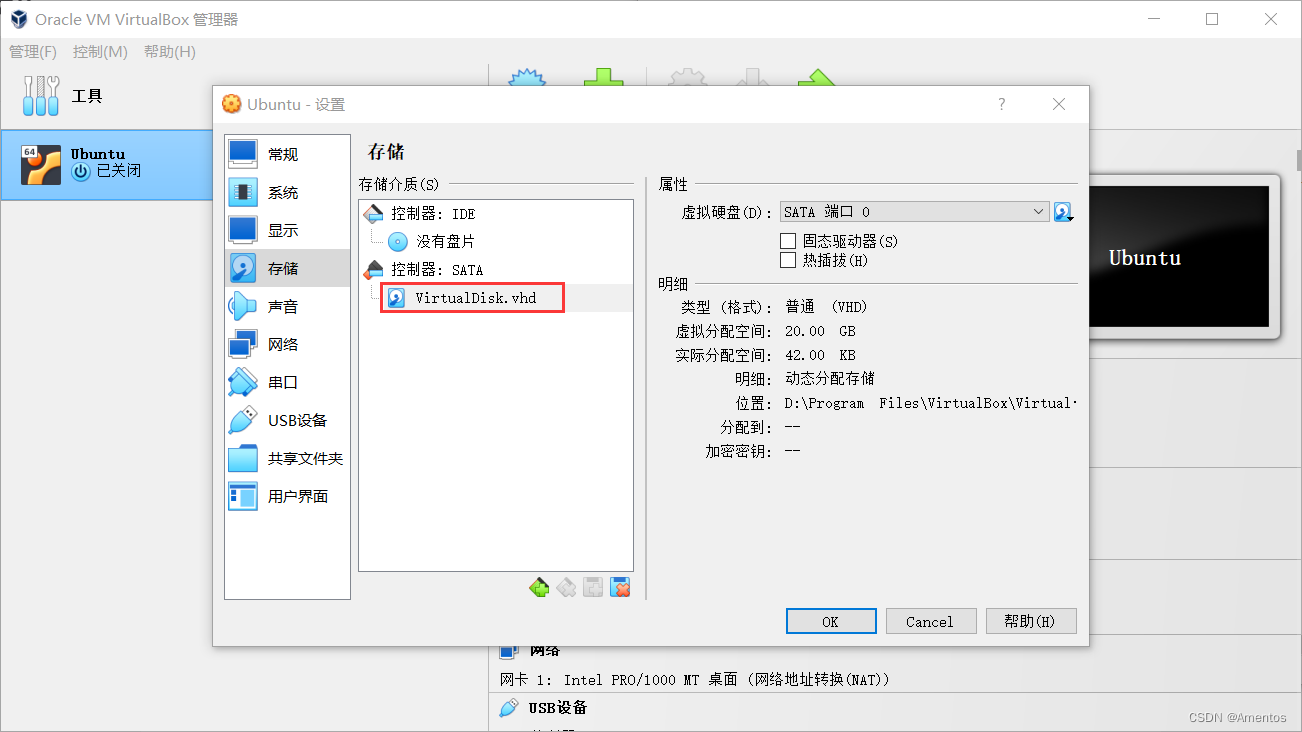 Oracle VM VirtualBox 管理器
管理(F) 控制(M) 帮助(H)
工具
64
Ubuntu
已关闭
Ubuntu - 设置
?
常规
系统
显示
存储
声音
网络
串口
USB设备
共享文件夹
用户界面
存储
存储介质(S)
控制器: IDE
没有盘片
控制器: SATA
VirtualDisk.vhd
属性
虚拟硬盘(D): SATA 端口 0
固态驱动器(S)
热插拔(H)
明细
类型 (格式): 普通 (VHD)
虚拟分配空间: 20.00 GB
实际分配空间: 42.00 KB
明细: 动态分配存储
位置: D:\Program Files\VirtualBox\Virtual
分配到: --
加密密钥: --
OK Cancel 帮助(H)
Ubuntu
网络
网卡 1: Intel PRO/1000 MT 桌面 (网络地址转换(NAT))
USB设备
CSDN @Amentos